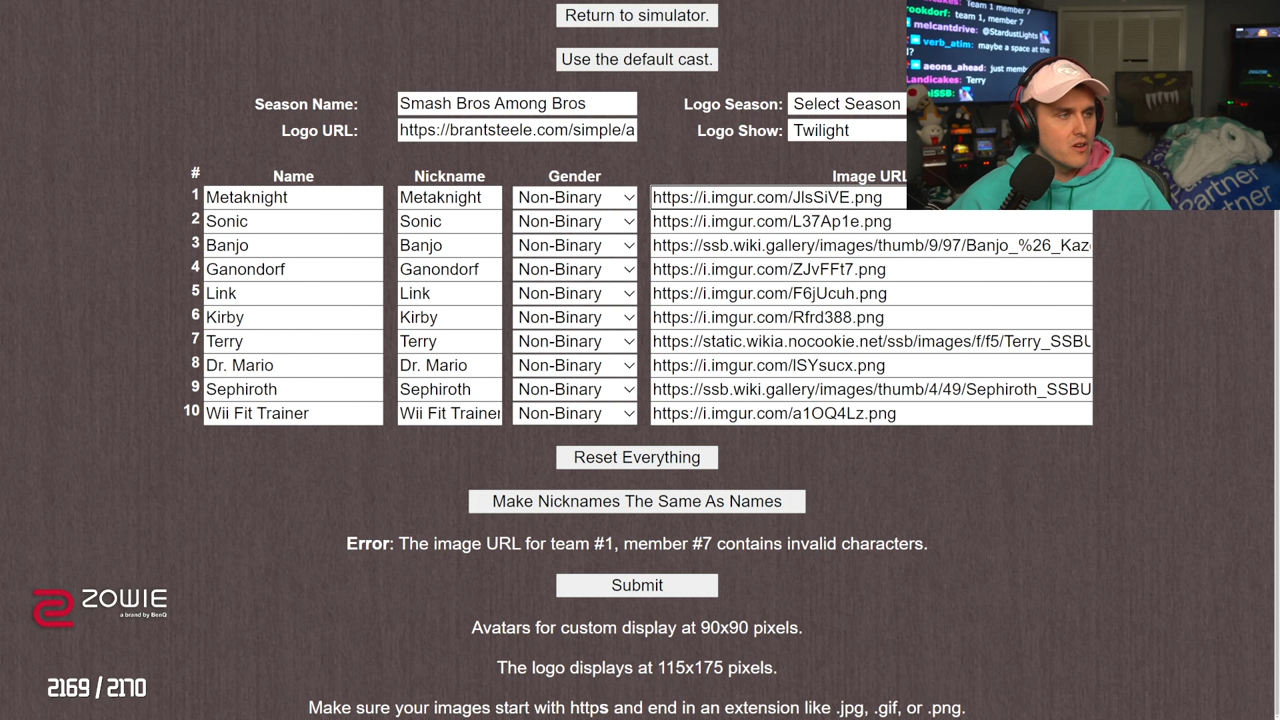 Return to simulator.
Use the default cast.
Season Name: Smash Bros Among Bros Logo Season: Select Season
Logo URL: https://brantsteele.com/simple/a Logo Show: Twilight
# Name Nickname Gender Image URL
1 Metaknight Metaknight Non-Binary https://i.imgur.com/JlsSiVE.png
2 Sonic Sonic Non-Binary https://i.imgur.com/L37Ap1e.png
3 Banjo Banjo Non-Binary https://ssb.wiki.gallery/images/thumb/9/97/Banjo_%26_Kazo
4 Ganondorf Ganondorf Non-Binary https://i.imgur.com/ZJvFFt7.png
5 Link Link Non-Binary https://i.imgur.com/F6jUcuh.png
6 Kirby Kirby Non-Binary https://i.imgur.com/Rfrd388.png
7 Terry Terry Non-Binary https://static.wikia.nocookie.net/ssb/images/f/f5/Terry_SSBU
8 Dr. Mario Dr. Mario Non-Binary https://i.imgur.com/lSYsucx.png
9 Sephiroth Sephiroth Non-Binary https://ssb.wiki.gallery/images/thumb/4/49/Sephiroth_SSBU
10 Wii Fit Trainer Wii Fit Trainer Non-Binary https://i.imgur.com/a1OQ4Lz.png
Reset Everything
Make Nicknames The Same As Names
Error: The image URL for team #1, member #7 contains invalid characters.
Submit
Avatars for custom display at 90x90 pixels.
The logo displays at 115x175 pixels.
Make sure your images start with https and end in an extension like .jpg, .gif, or .png.
ZOWIE
a brand by BenQ
2169 / 2170
Team 1 member 7
rookdorf: team 1, member 7
melcantdrive: @StardustLights
verb_atim: maybe a space at the
d?
aeons_ahead: just memb
Landicakes: Terry
partner